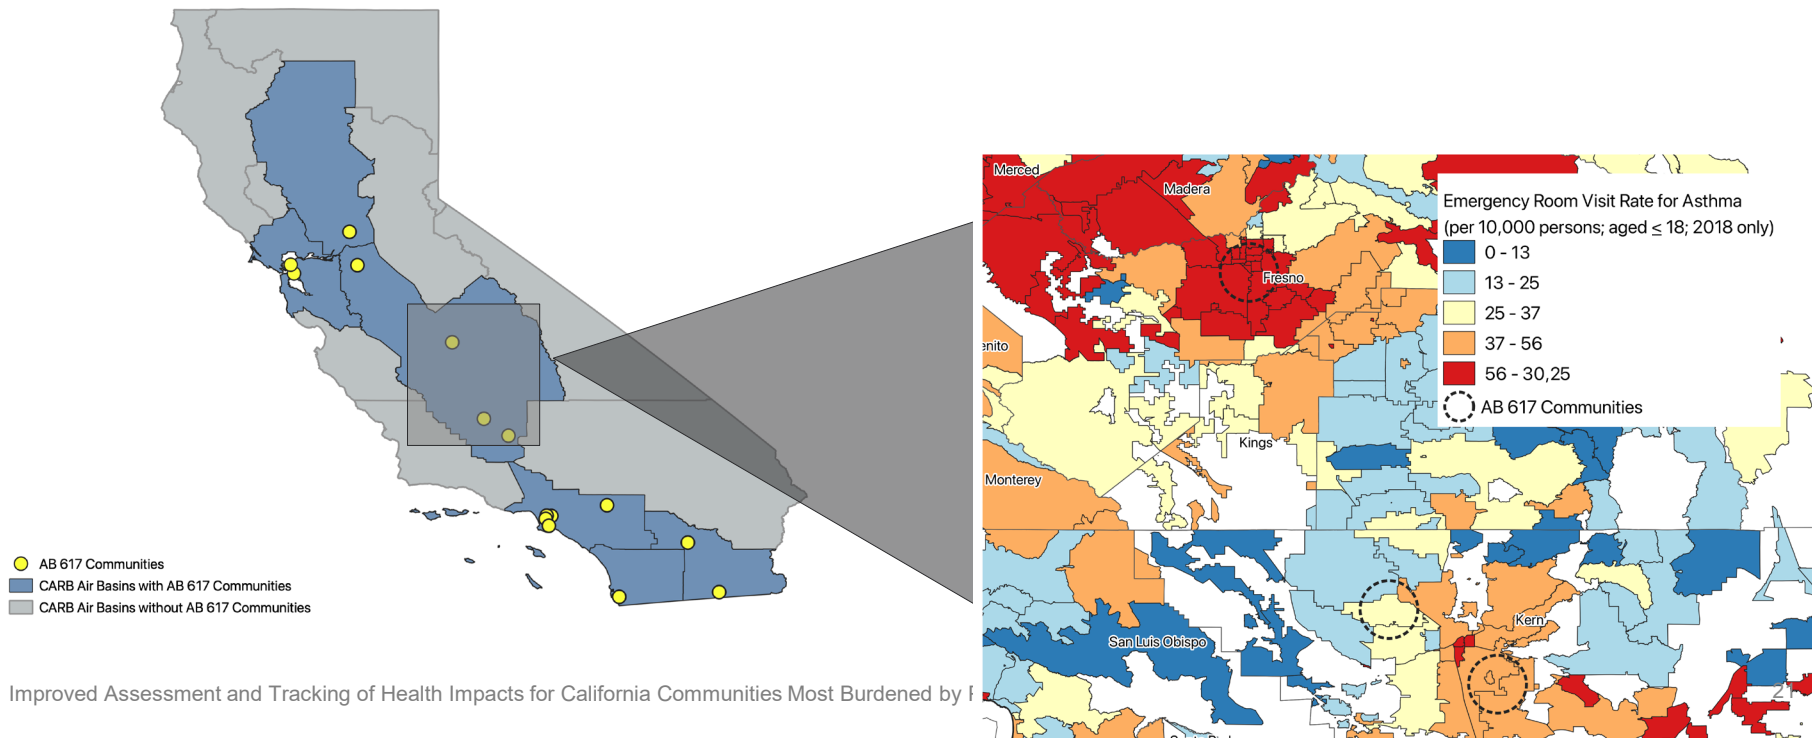 AB 617 Communities
CARB Air Basins with AB 617 Communities
CARB Air Basins without AB 617 Communities
Improved Assessment and Tracking of Health Impacts for California Communities Most Burdened by
Merced
Madera
Fresno
enito
Kings
Monterey
San Luis Obispo
Kern
Emergency Room Visit Rate for Asthma
(per 10,000 persons; aged ≤ 18; 2018 only)
0 - 13
13 - 25
25 - 37
37 - 56
56 - 30,25
AB 617 Communities
21